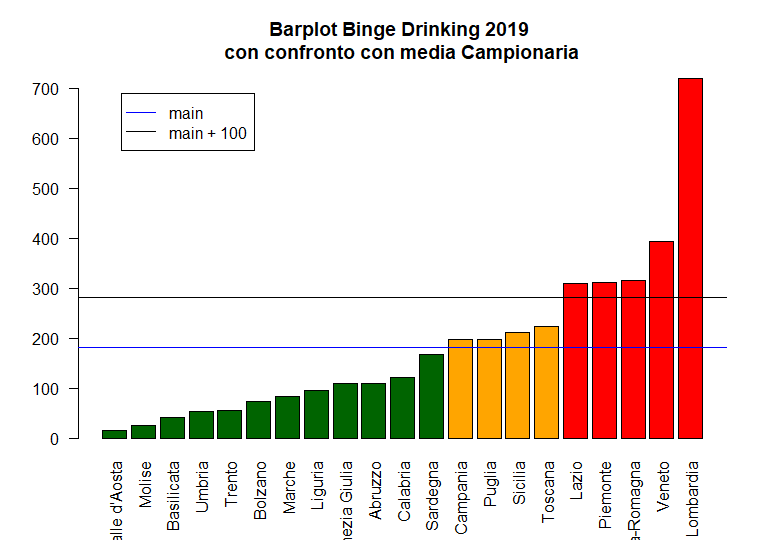 Barplot Binge Drinking 2019
con confronto con media Campionaria
700
600
500
400
300
200
100
0
main
main + 100
alle d'Aosta
Molise
Basilicata
Umbria
Trento
Bolzano
Marche
Liguria
nezia Giulia
Abruzzo
Calabria
Sardegna
Campania
Puglia
Sicilia
Toscana
Lazio
Piemonte
a-Romagna
Veneto
Lombardia